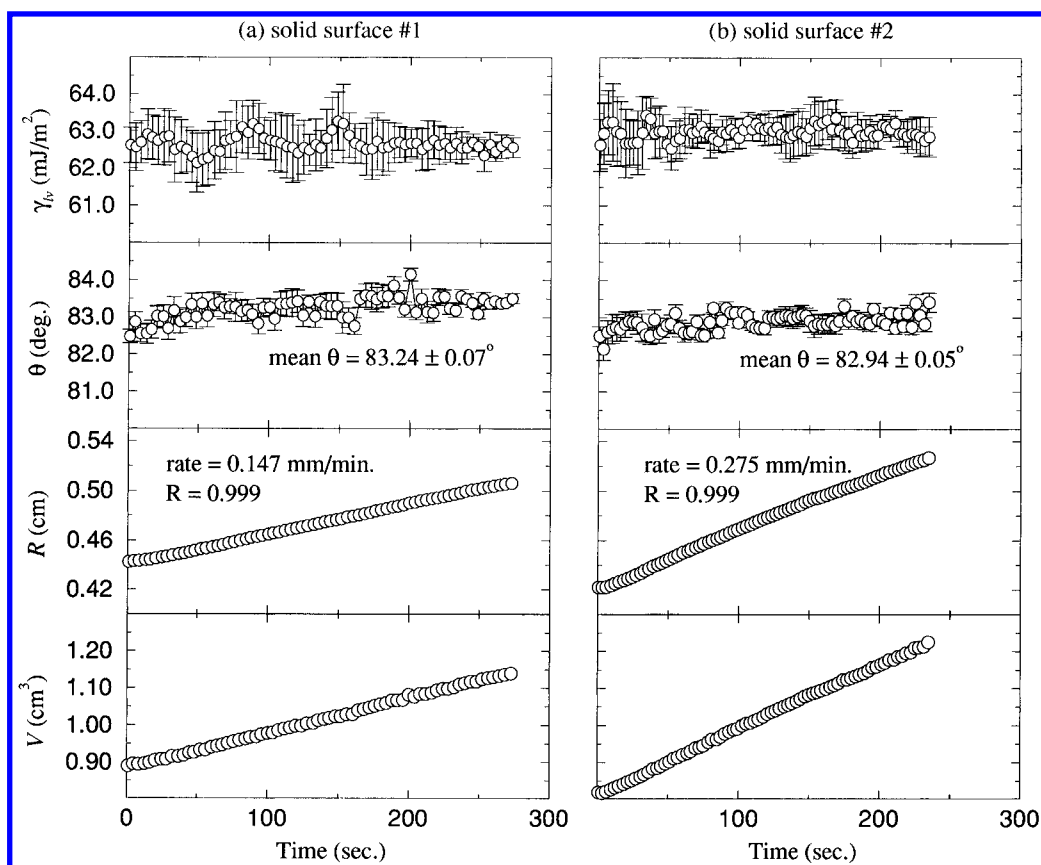 (a) solid surface #1
(b) solid surface #2
64.0
63.0
62.0
61.0
γlv (mJ/m²)
84.0
83.0
82.0
81.0
θ (deg.)
mean θ = 83.24 ± 0.07°
mean θ = 82.94 ± 0.05°
0.54
0.50
0.46
0.42
R (cm)
rate = 0.147 mm/min.
R = 0.999
rate = 0.275 mm/min.
R = 0.999
1.20
1.10
1.00
0.90
V (cm³)
0 100 200 300
100 200 300
Time (sec.)
Time (sec.)